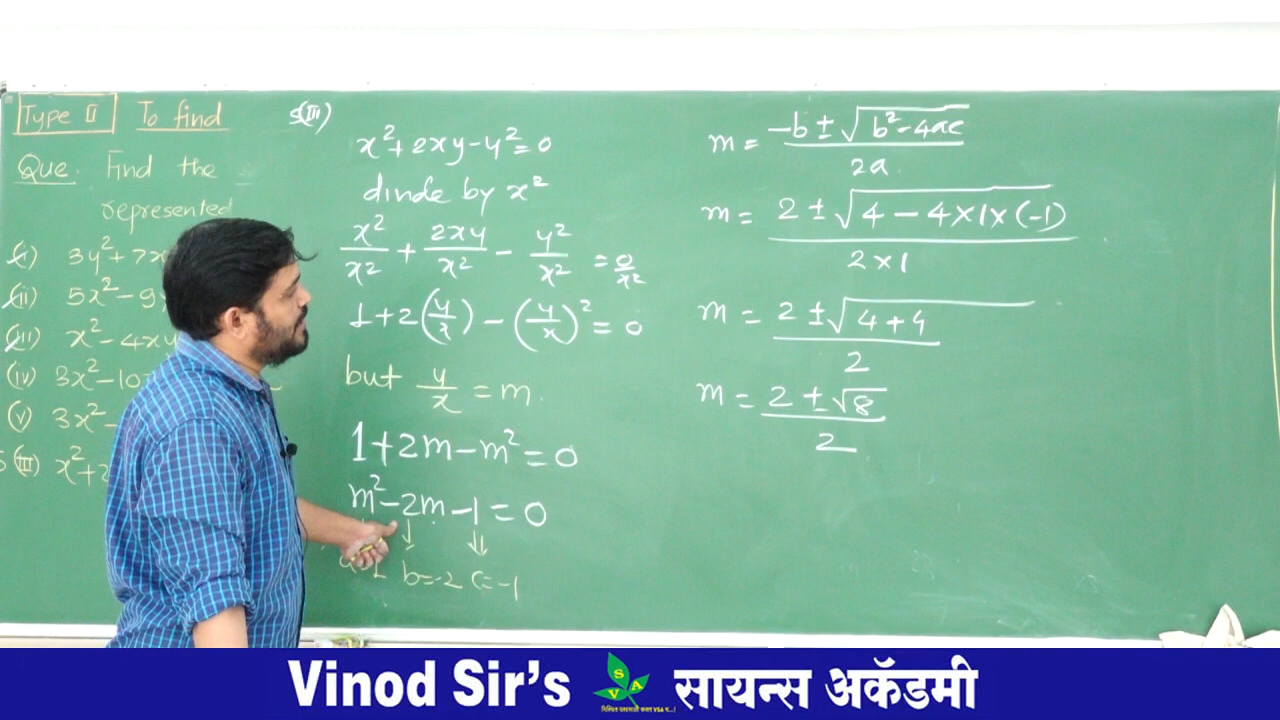 Type II To find
Que. Find the
represented
(i) 3y²+7x
(ii) 5x²-9
(iii) x²-4xy
(iv) 3x²-10
(v) 3x²-
(III) x²+2
(III)
x²+2xy-y²=0
divide by x²
x²/x² + 2xy/x² - y²/x² = 0/x²
1+2(y/x) - (y/x)² = 0
but y/x = m.
1+2m-m²=0
m²-2m-1=0
b=-2 c=-1
m = -b±√b²-4ac / 2a
m = 2±√4-4×1×(-1) / 2×1
m = 2±√4+4 / 2
m = 2±√8 / 2
Vinod Sir's SVA सायन्स अकॅडमी